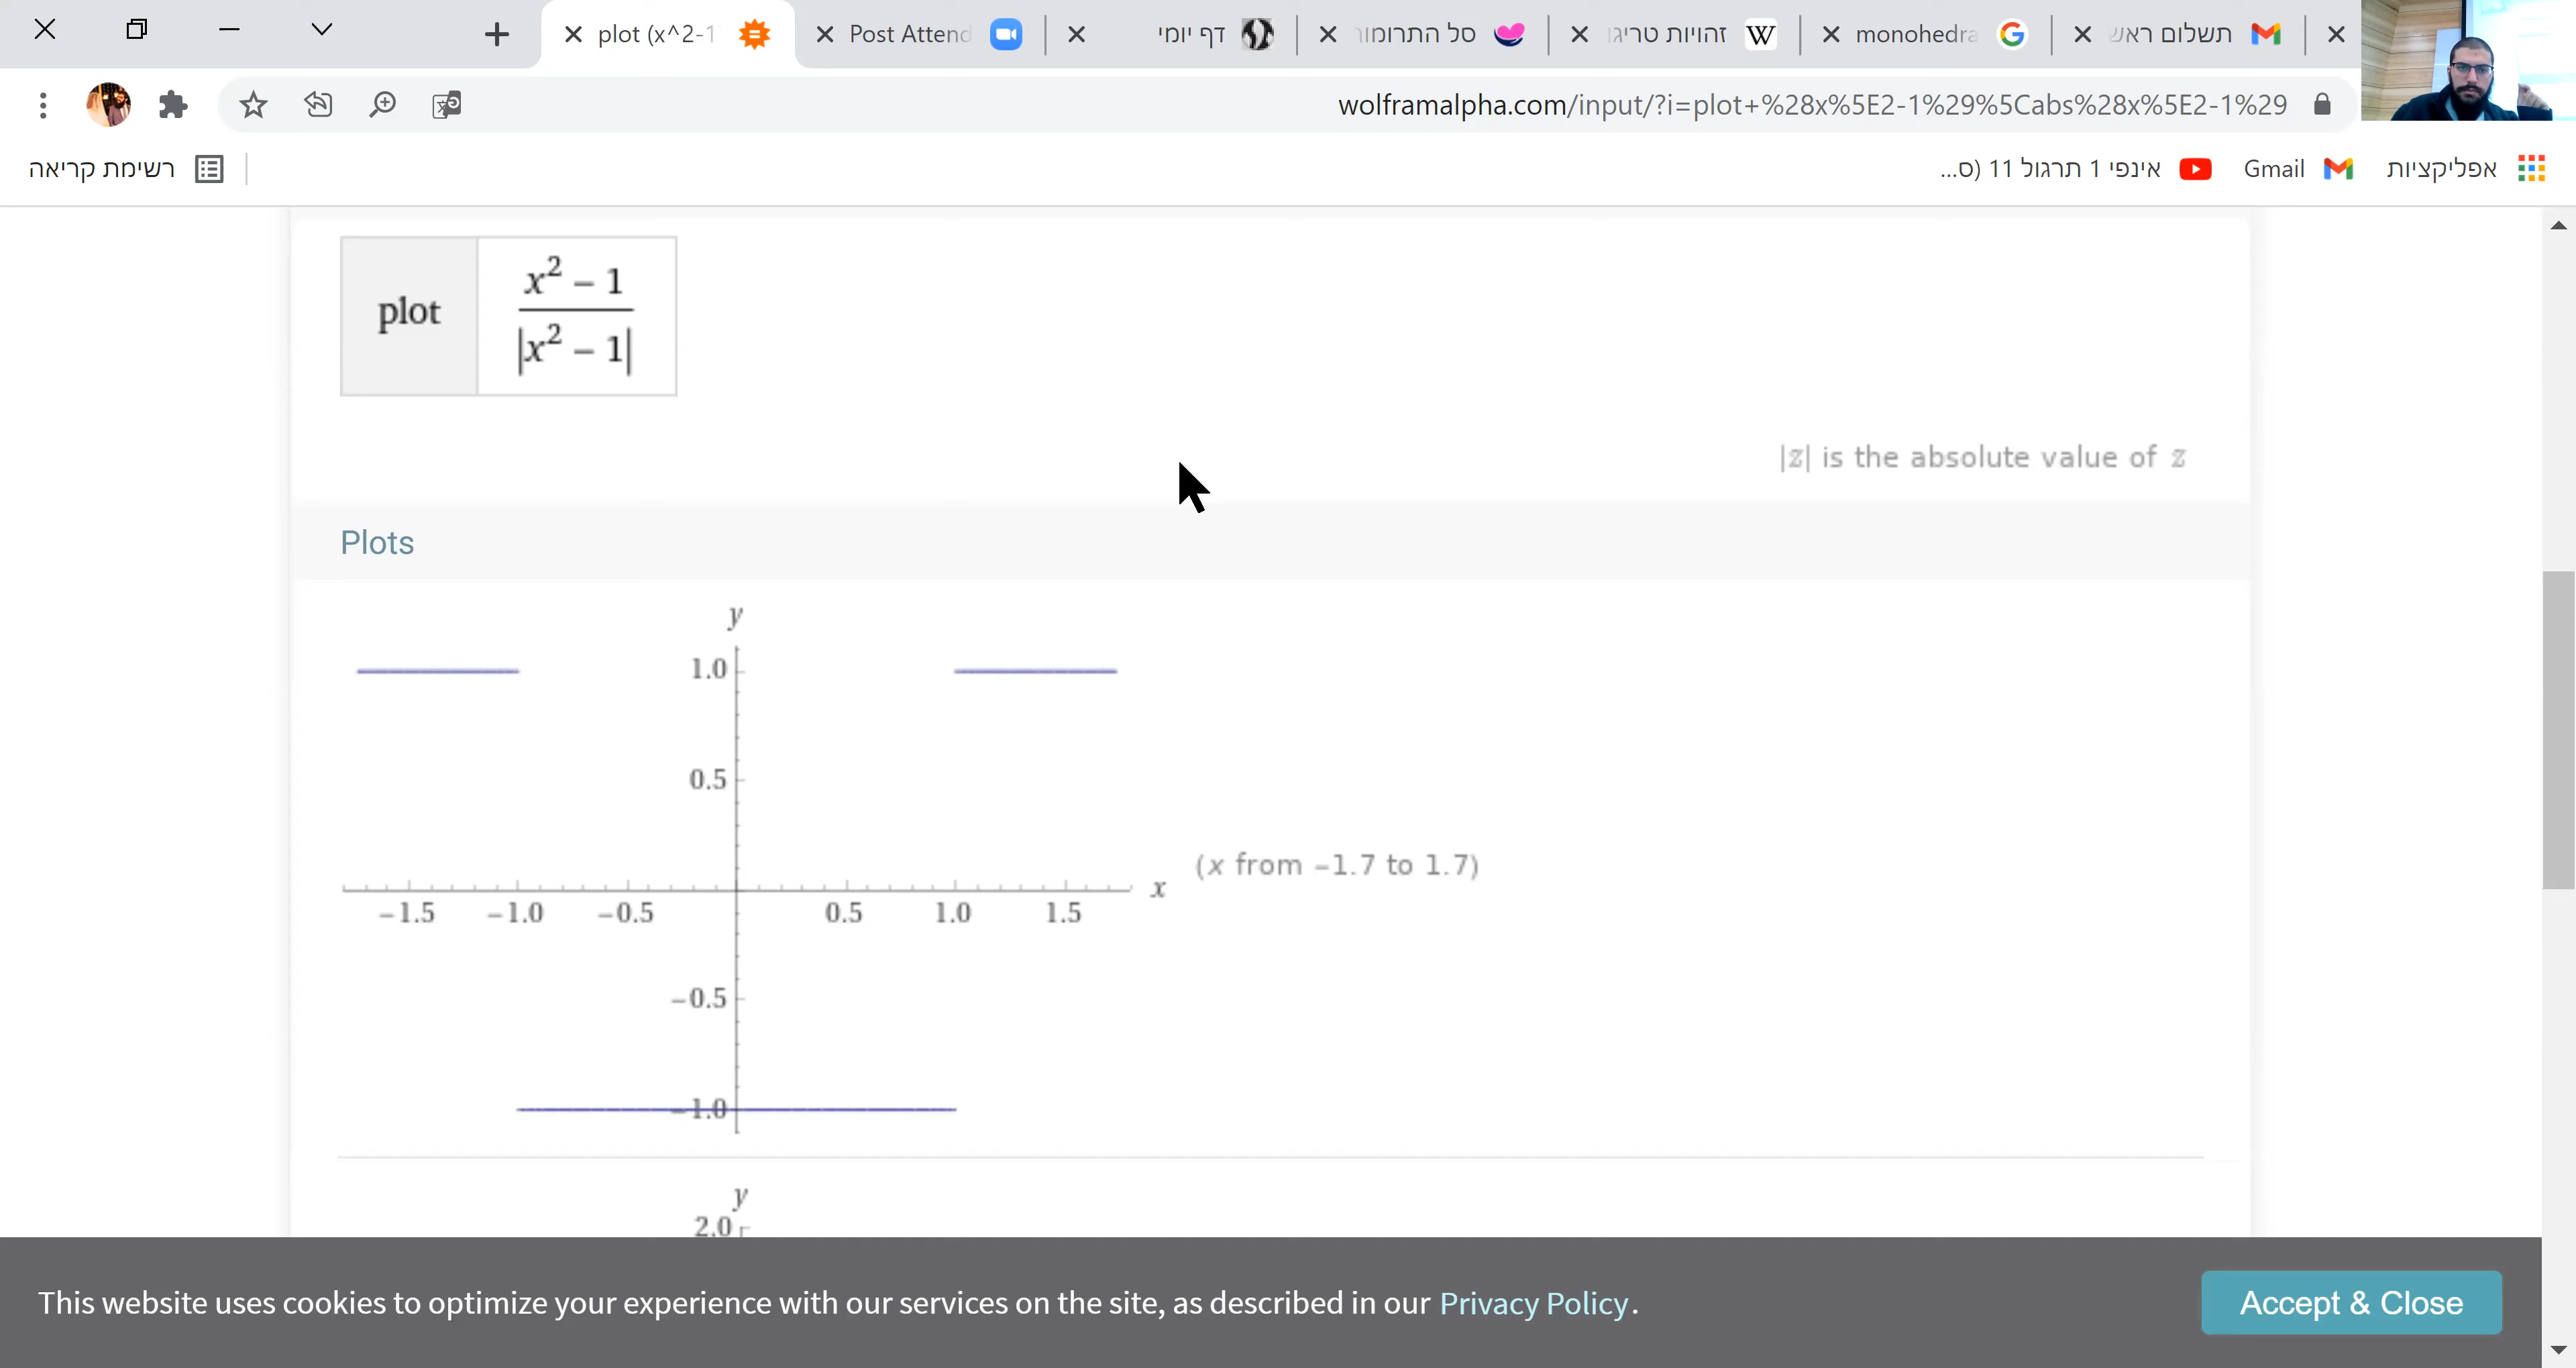 plot (x^2-1
Post Attend
דף יומי
סל התרומו
זהויות טריגו
monohedra
תשלום ראש
wolframalpha.com/input/?i=plot+%28x%5E2-1%29%5Cabs%28x%5E2-1%29
רשימת קריאה
אינפי 1 תרגול 11 (ס...
Gmail
אפליקציות
plot
x² − 1
|x² − 1|
|z| is the absolute value of z
Plots
y
1.0
0.5
(x from −1.7 to 1.7)
x
−1.5 −1.0 −0.5 0.5 1.0 1.5
−0.5
−1.0
y
2.0
This website uses cookies to optimize your experience with our services on the site, as described in our Privacy Policy.
Accept & Close